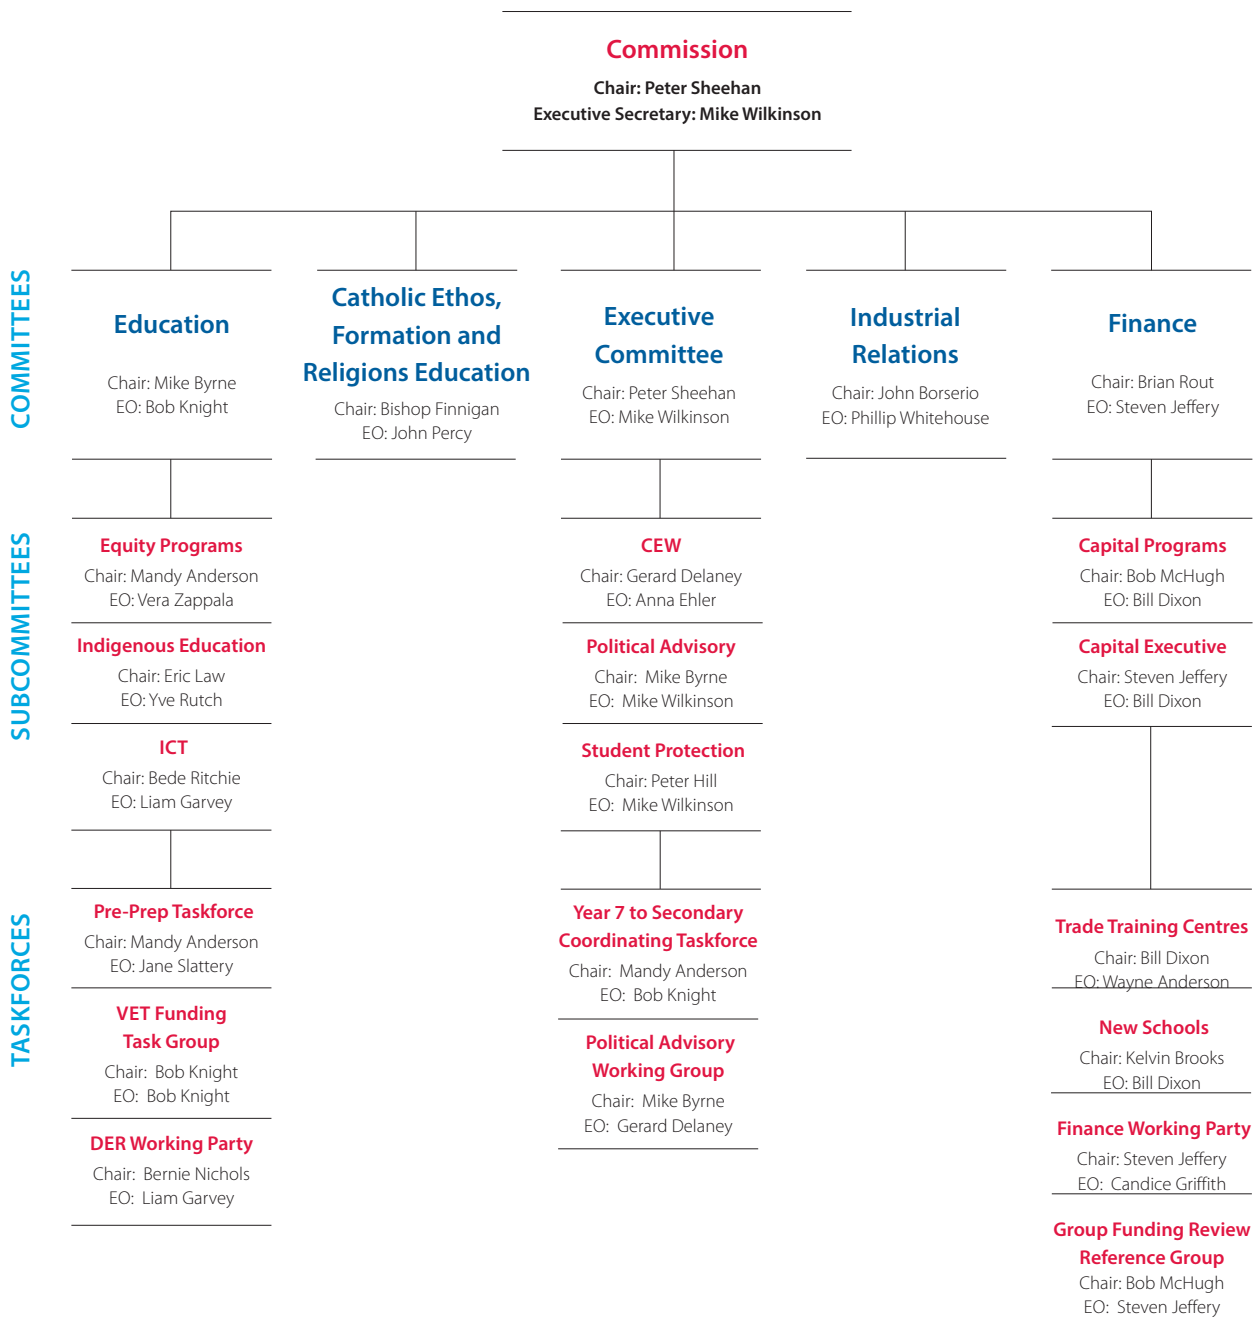 Commission
Chair: Peter Sheehan
Executive Secretary: Mike Wilkinson
COMMITTEES
Education
Chair: Mike Byrne
EO: Bob Knight
Catholic Ethos,
Formation and
Religions Education
Chair: Bishop Finnigan
EO: John Percy
Executive
Committee
Chair: Peter Sheehan
EO: Mike Wilkinson
Industrial
Relations
Chair: John Borserio
EO: Phillip Whitehouse
Finance
Chair: Brian Rout
EO: Steven Jeffery
SUBCOMMITTEES
Equity Programs
Chair: Mandy Anderson
EO: Vera Zappala
Indigenous Education
Chair: Eric Law
EO: Yve Rutch
ICT
Chair: Bede Ritchie
EO: Liam Garvey
CEW
Chair: Gerard Delaney
EO: Anna Ehler
Political Advisory
Chair: Mike Byrne
EO: Mike Wilkinson
Student Protection
Chair: Peter Hill
EO: Mike Wilkinson
Capital Programs
Chair: Bob McHugh
EO: Bill Dixon
Capital Executive
Chair: Steven Jeffery
EO: Bill Dixon
TASKFORCES
Pre-Prep Taskforce
Chair: Mandy Anderson
EO: Jane Slattery
VET Funding
Task Group
Chair: Bob Knight
EO: Bob Knight
DER Working Party
Chair: Bernie Nichols
EO: Liam Garvey
Year 7 to Secondary
Coordinating Taskforce
Chair: Mandy Anderson
EO: Bob Knight
Political Advisory
Working Group
Chair: Mike Byrne
EO: Gerard Delaney
Trade Training Centres
Chair: Bill Dixon
EO: Wayne Anderson
New Schools
Chair: Kelvin Brooks
EO: Bill Dixon
Finance Working Party
Chair: Steven Jeffery
EO: Candice Griffith
Group Funding Review
Reference Group
Chair: Bob McHugh
EO: Steven Jeffery